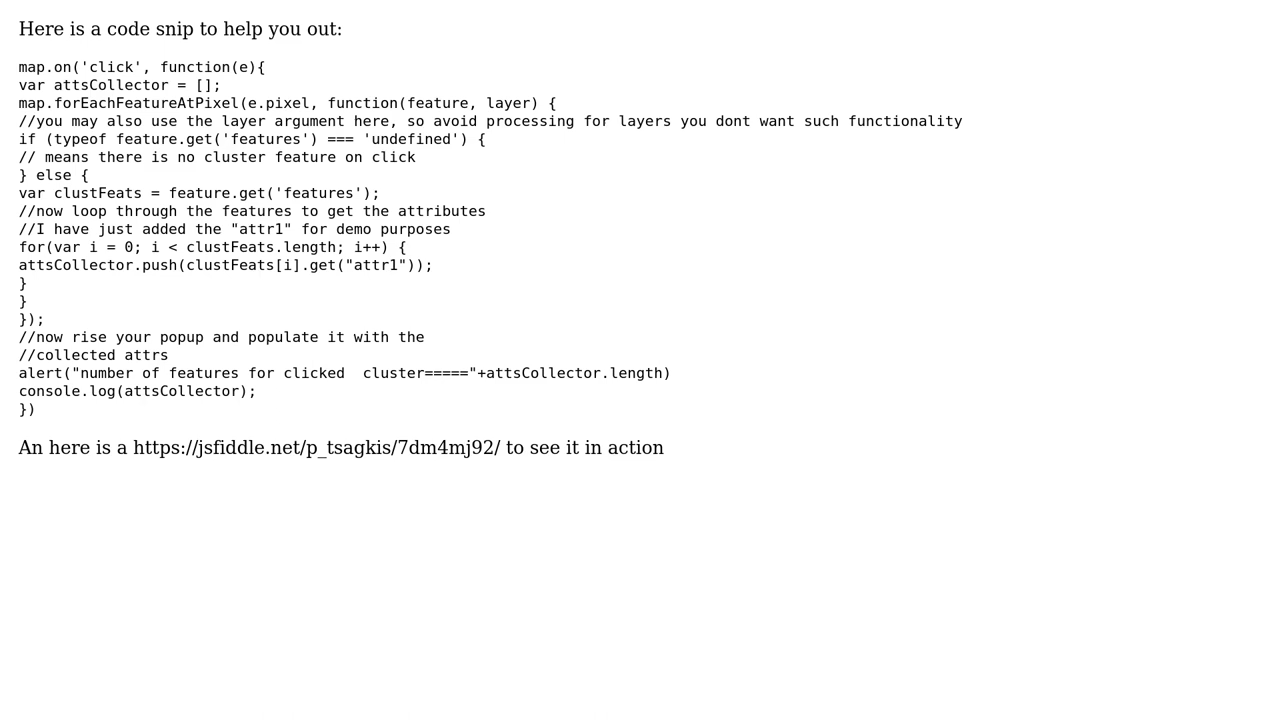 Here is a code snip to help you out:
map.on('click', function(e){
var attsCollector = [];
map.forEachFeatureAtPixel(e.pixel, function(feature, layer) {
//you may also use the layer argument here, so avoid processing for layers you dont want such functionality
if (typeof feature.get('features') === 'undefined') {
// means there is no cluster feature on click
} else {
var clustFeats = feature.get('features');
//now loop through the features to get the attributes
//I have just added the "attr1" for demo purposes
for(var i = 0; i < clustFeats.length; i++) {
attsCollector.push(clustFeats[i].get("attr1"));
}
}
});
//now rise your popup and populate it with the
//collected attrs
alert("number of features for clicked  cluster====="+attsCollector.length)
console.log(attsCollector);
})
An here is a https://jsfiddle.net/p_tsagkis/7dm4mj92/ to see it in action